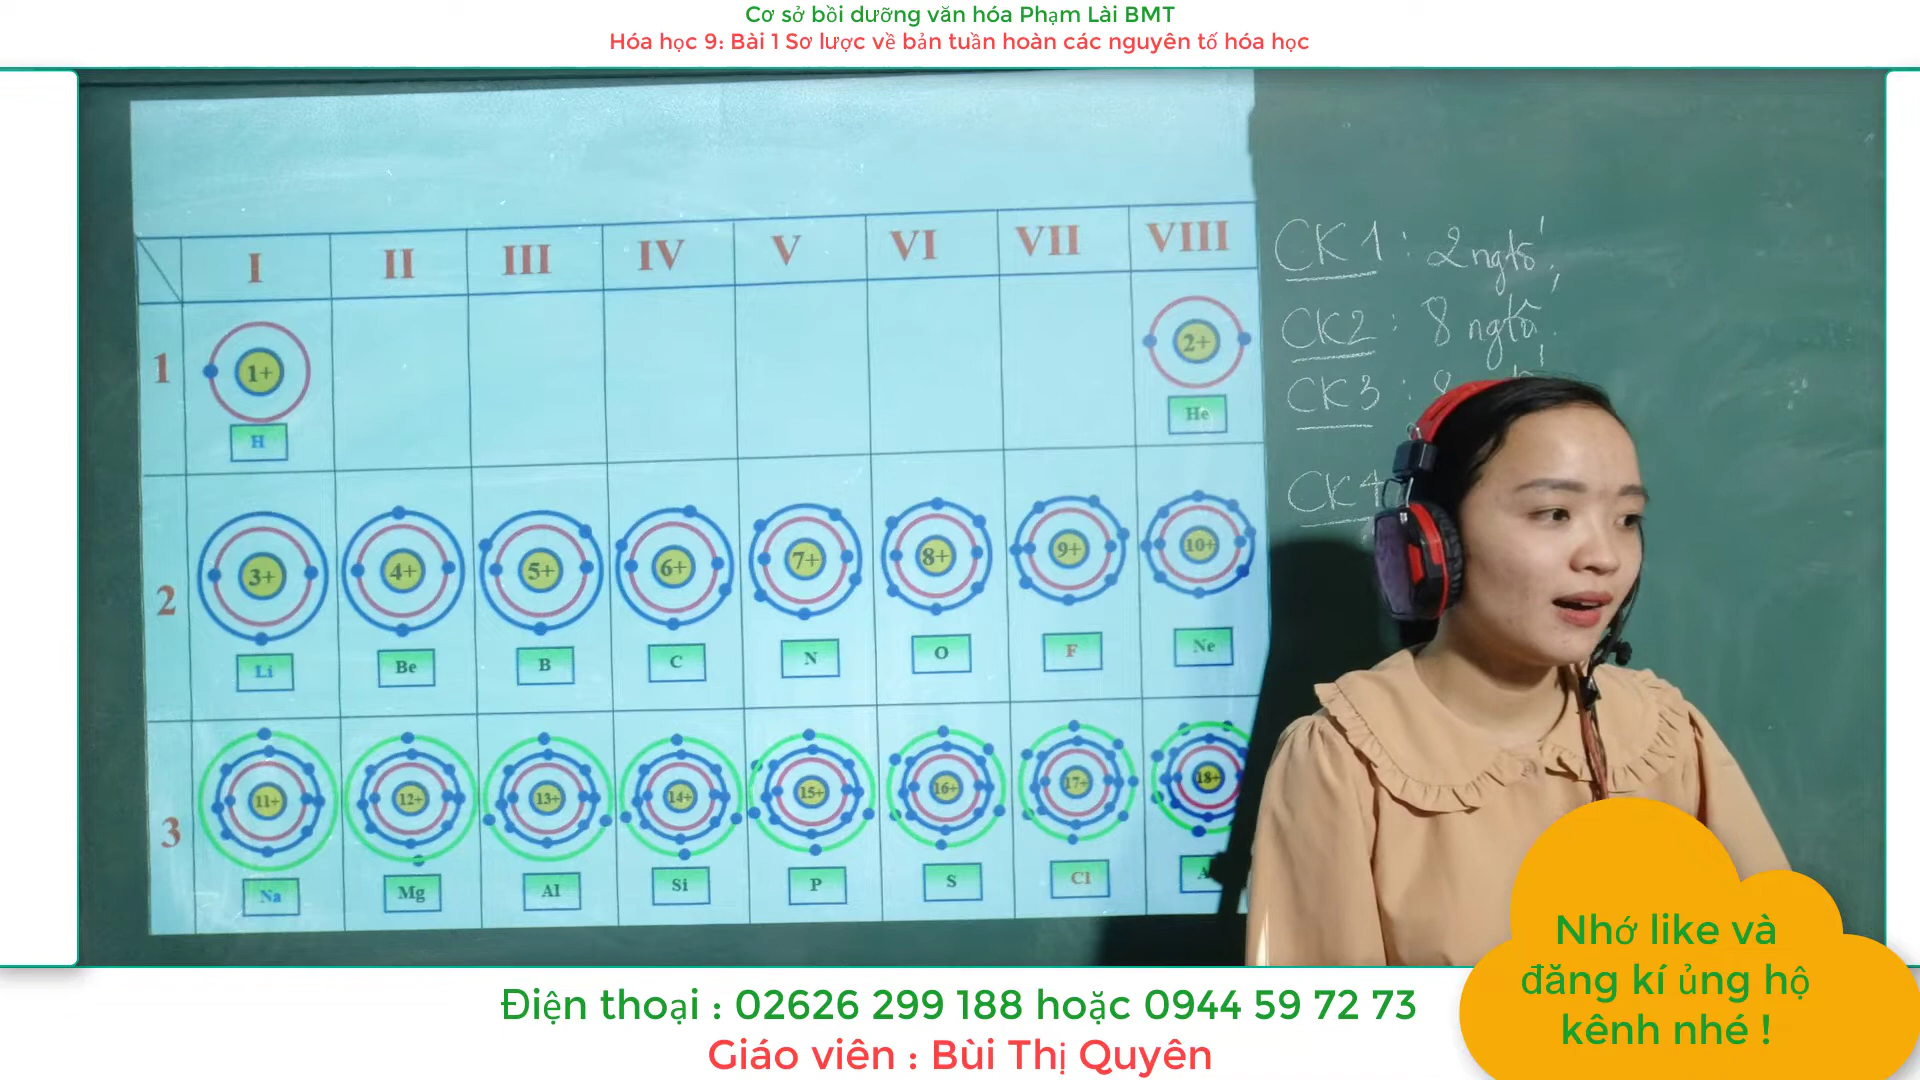 Cơ sở bồi dưỡng văn hóa Phạm Lài BMT
Hóa học 9: Bài 1 Sơ lược về bản tuần hoàn các nguyên tố hóa học
I II III IV V VI VII VIII
1 1+ 2+
H He
2 3+ 4+ 5+ 6+ 7+ 8+ 9+ 10+
Li Be B C N O F Ne
3 11+ 12+ 13+ 14+ 15+ 16+ 17+ 18+
Na Mg Al Si P S Cl
CK1 : 2 ngtố
CK2 : 8 ngtố
CK3 : 8
CK4
Nhớ like và
đăng kí ủng hộ
kênh nhé !
Điện thoại : 02626 299 188 hoặc 0944 59 72 73
Giáo viên : Bùi Thị Quyên